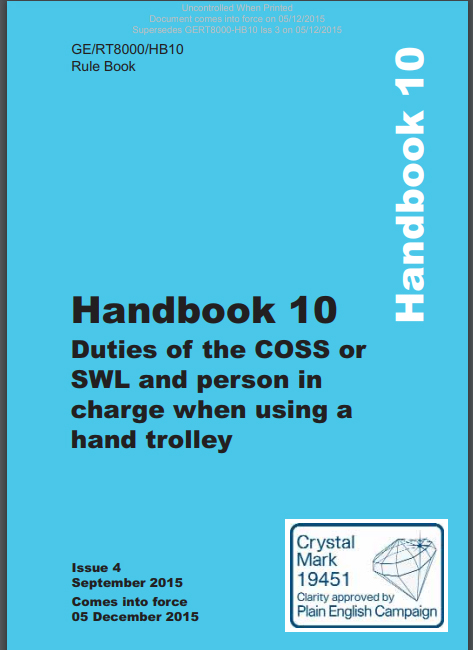 Uncontrolled When Printed
Document comes into force on 05/12/2015
Supersedes GERT8000-HB10 Iss 3 on 05/12/2015
GE/RT8000/HB10
Rule Book
Handbook 10
Handbook 10
Duties of the COSS or
SWL and person in
charge when using a
hand trolley
Issue 4
September 2015
Comes into force
05 December 2015
Crystal
Mark
19451
Clarity approved by
Plain English Campaign